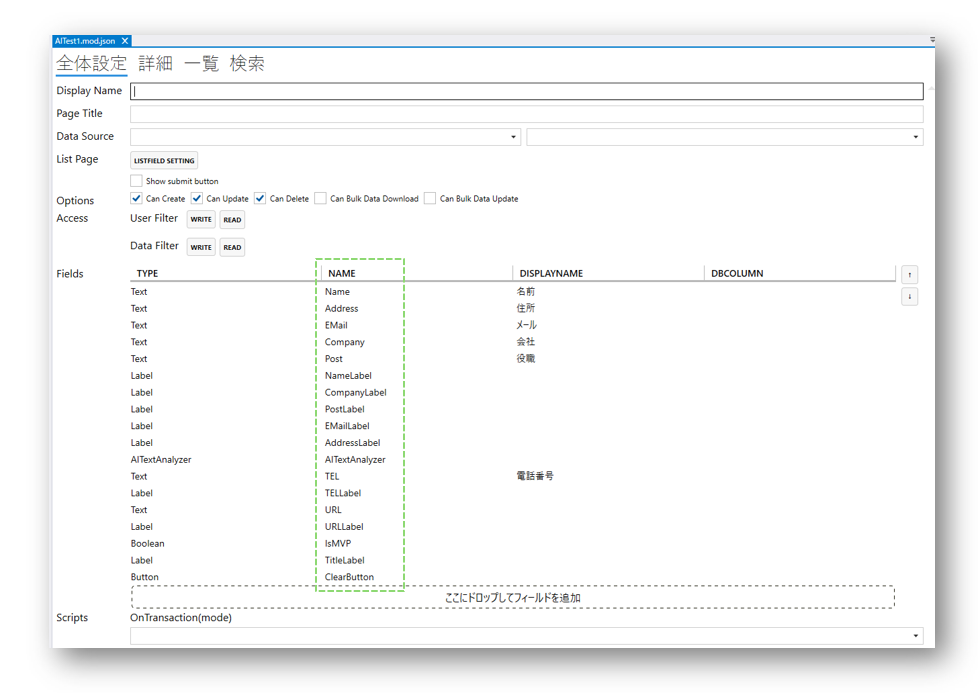 AITest1.mod.json X
全体設定 詳細 一覧 検索
Display Name
Page Title
Data Source
List Page LISTFIELD SETTING
Show submit button
Options Can Create Can Update Can Delete Can Bulk Data Download Can Bulk Data Update
Access User Filter WRITE READ
Data Filter WRITE READ
Fields TYPE NAME DISPLAYNAME DBCOLUMN ↑
Text Name 名前 ↓
Text Address 住所
Text EMail メール
Text Company 会社
Text Post 役職
Label NameLabel
Label CompanyLabel
Label PostLabel
Label EMailLabel
Label AddressLabel
AITextAnalyzer AITextAnalyzer
Text TEL 電話番号
Label TELLabel
Text URL
Label URLLabel
Boolean IsMVP
Label TitleLabel
Button ClearButton
ここにドロップしてフィールドを追加
Scripts OnTransaction(mode)